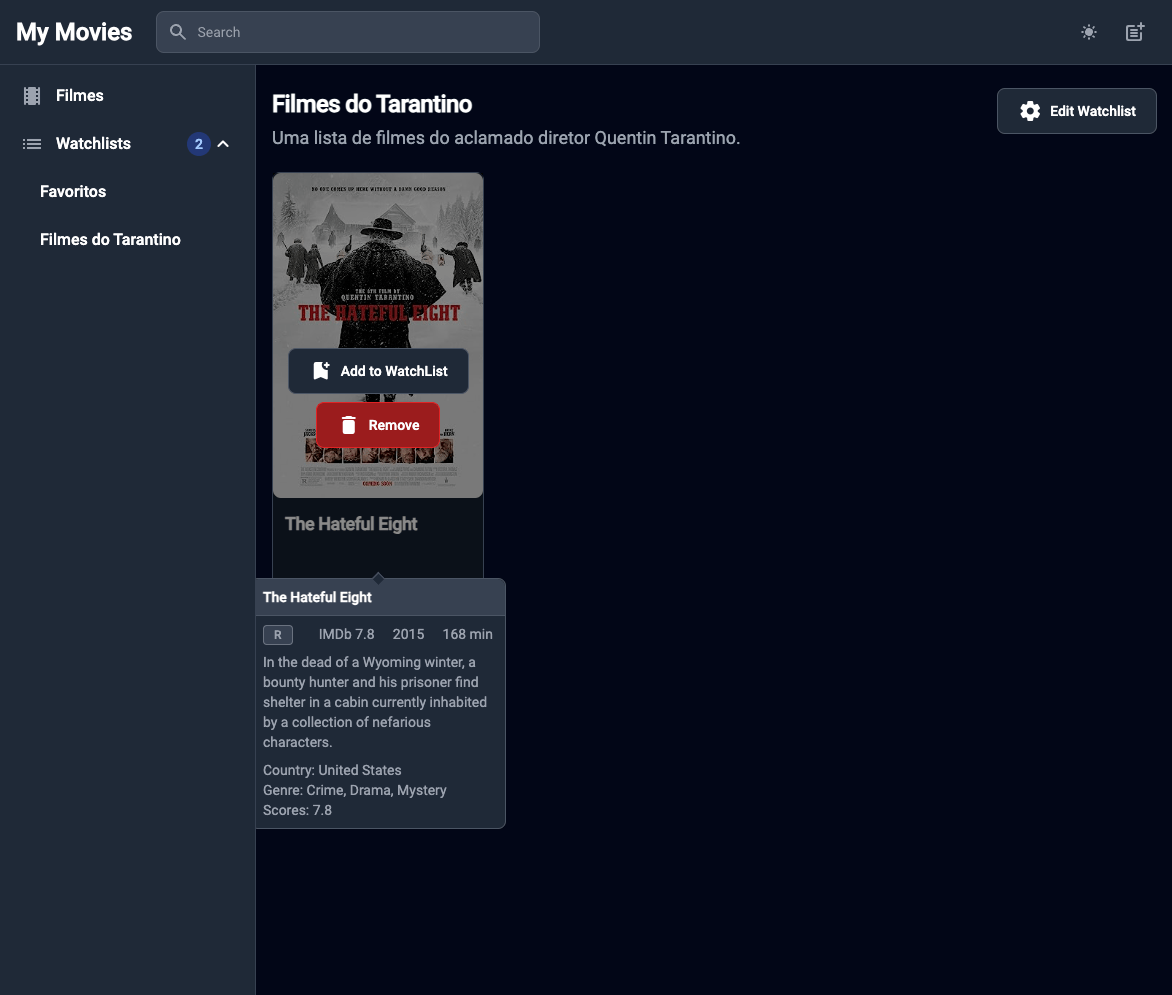 My Movies
Search
Filmes
Watchlists 2
Favoritos
Filmes do Tarantino
Filmes do Tarantino
Edit Watchlist
Uma lista de filmes do aclamado diretor Quentin Tarantino.
NO ONE COMES UP HERE WITHOUT A DAMN GOOD REASON
THE 8TH FILM BY
QUENTIN TARANTINO
THE HATEFUL EIGHT
Add to WatchList
Remove
COMING SOON
The Hateful Eight
The Hateful Eight
R IMDb 7.8 2015 168 min
In the dead of a Wyoming winter, a
bounty hunter and his prisoner find
shelter in a cabin currently inhabited
by a collection of nefarious
characters.
Country: United States
Genre: Crime, Drama, Mystery
Scores: 7.8